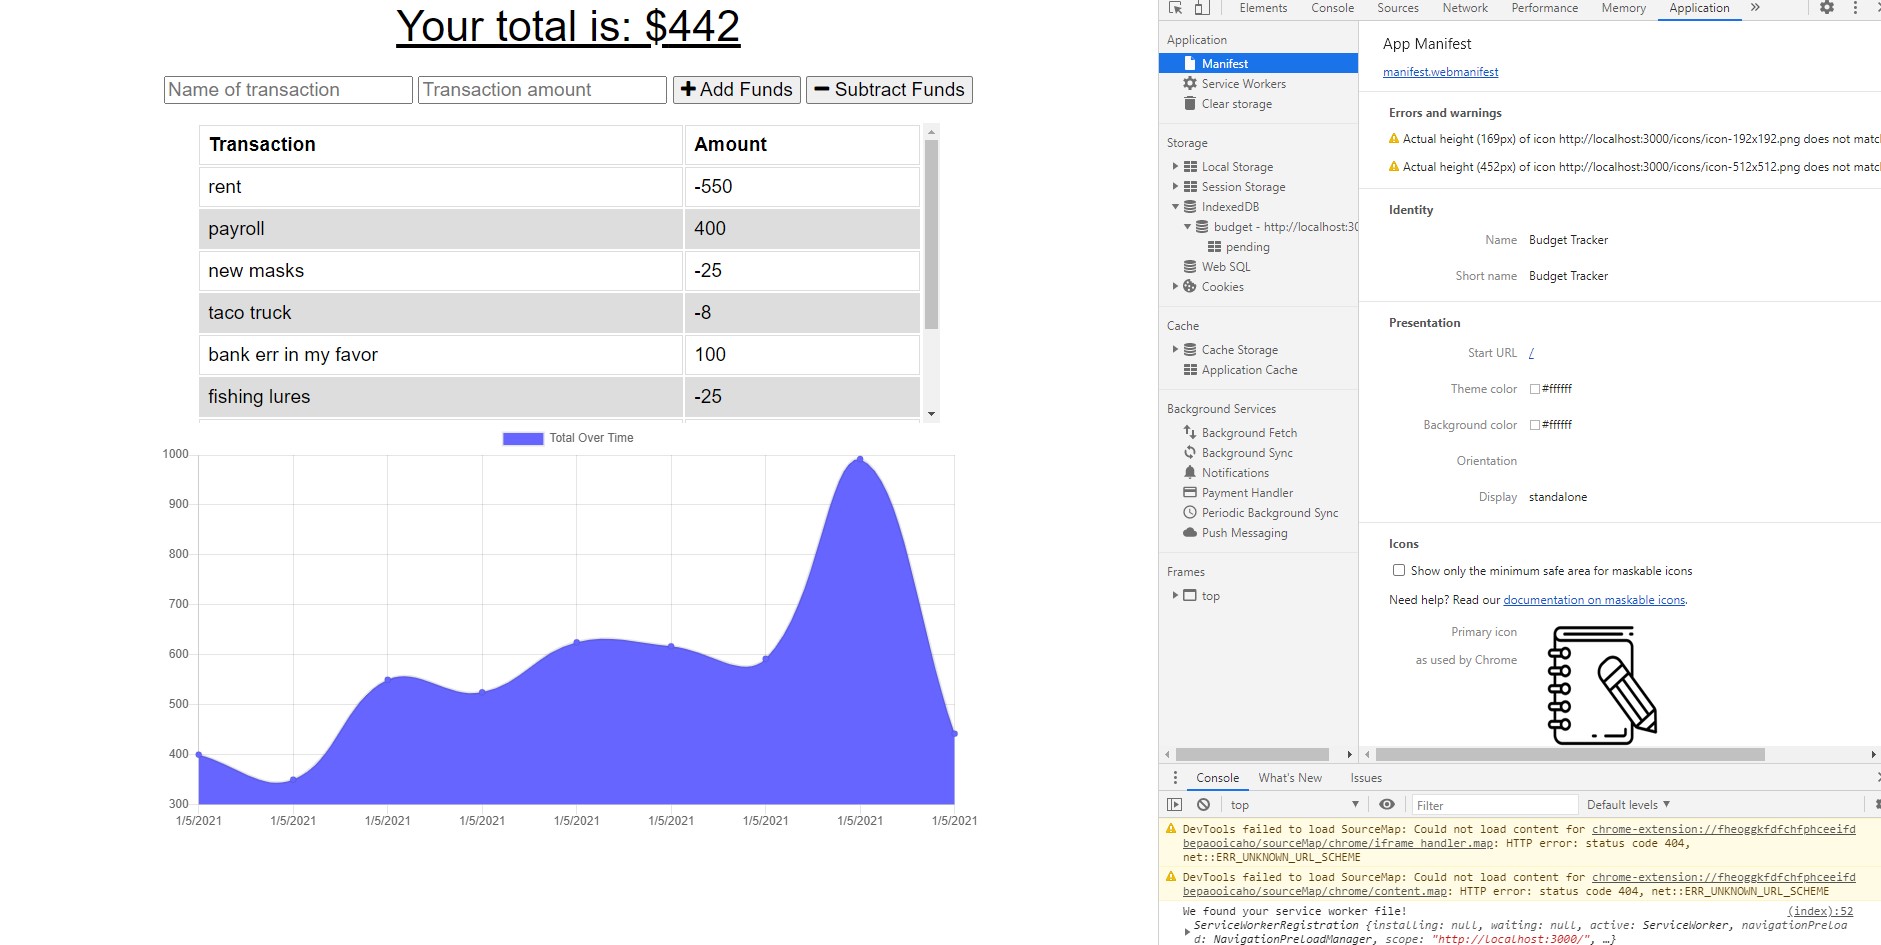 Your total is: $442
Name of transaction Transaction amount Add Funds Subtract Funds
Transaction Amount
rent -550
payroll 400
new masks -25
taco truck -8
bank err in my favor 100
fishing lures -25
Total Over Time
1000
900
800
700
600
500
400
300
1/5/2021 1/5/2021 1/5/2021 1/5/2021 1/5/2021 1/5/2021 1/5/2021 1/5/2021 1/5/2021
Elements Console Sources Network Performance Memory Application »
Application
Manifest
Service Workers
Clear storage
Storage
Local Storage
Session Storage
IndexedDB
budget - http://localhost:30
pending
Web SQL
Cookies
Cache
Cache Storage
Application Cache
Background Services
Background Fetch
Background Sync
Notifications
Payment Handler
Periodic Background Sync
Push Messaging
Frames
top
App Manifest
manifest.webmanifest
Errors and warnings
Actual height (169px) of icon http://localhost:3000/icons/icon-192x192.png does not matc
Actual height (452px) of icon http://localhost:3000/icons/icon-512x512.png does not matc
Identity
Name Budget Tracker
Short name Budget Tracker
Presentation
Start URL /
Theme color #ffffff
Background color #ffffff
Orientation
Display standalone
Icons
Show only the minimum safe area for maskable icons
Need help? Read our documentation on maskable icons.
Primary icon
as used by Chrome
Console What's New Issues
top Filter Default levels
DevTools failed to load SourceMap: Could not load content for chrome-extension://fheoggkfdfchfphceeifd
bepaooicaho/sourceMap/chrome/iframe_handler.map: HTTP error: status code 404,
net::ERR_UNKNOWN_URL_SCHEME
DevTools failed to load SourceMap: Could not load content for chrome-extension://fheoggkfdfchfphceeifd
bepaooicaho/sourceMap/chrome/content.map: HTTP error: status code 404, net::ERR_UNKNOWN_URL_SCHEME
We found your service worker file! (index):52
ServiceWorkerRegistration {installing: null, waiting: null, active: ServiceWorker, navigationPreloa
d: NavigationPreloadManager, scope: "http://localhost:3000/", …}